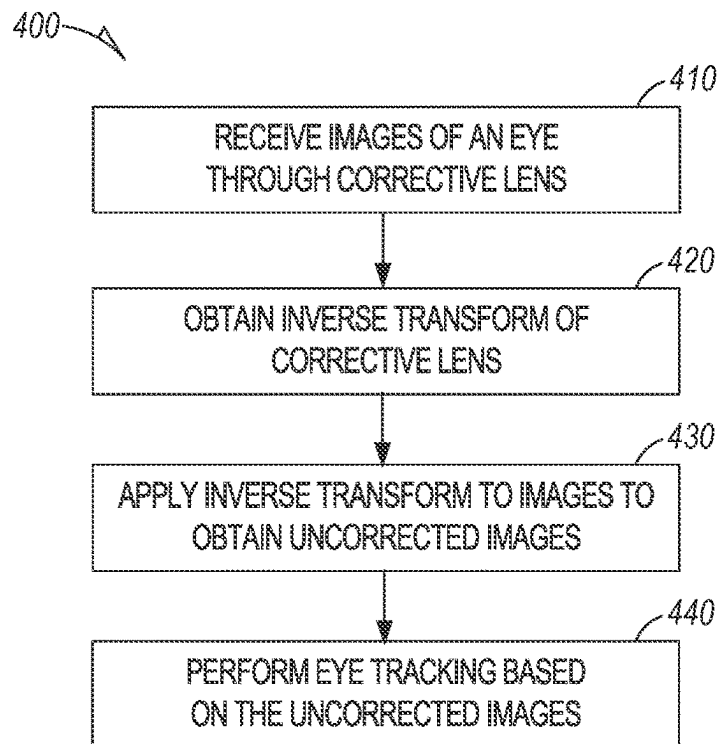 400
410
RECEIVE IMAGES OF AN EYE
THROUGH CORRECTIVE LENS
420
OBTAIN INVERSE TRANSFORM OF
CORRECTIVE LENS
430
APPLY INVERSE TRANSFORM TO IMAGES TO
OBTAIN UNCORRECTED IMAGES
440
PERFORM EYE TRACKING BASED
ON THE UNCORRECTED IMAGES